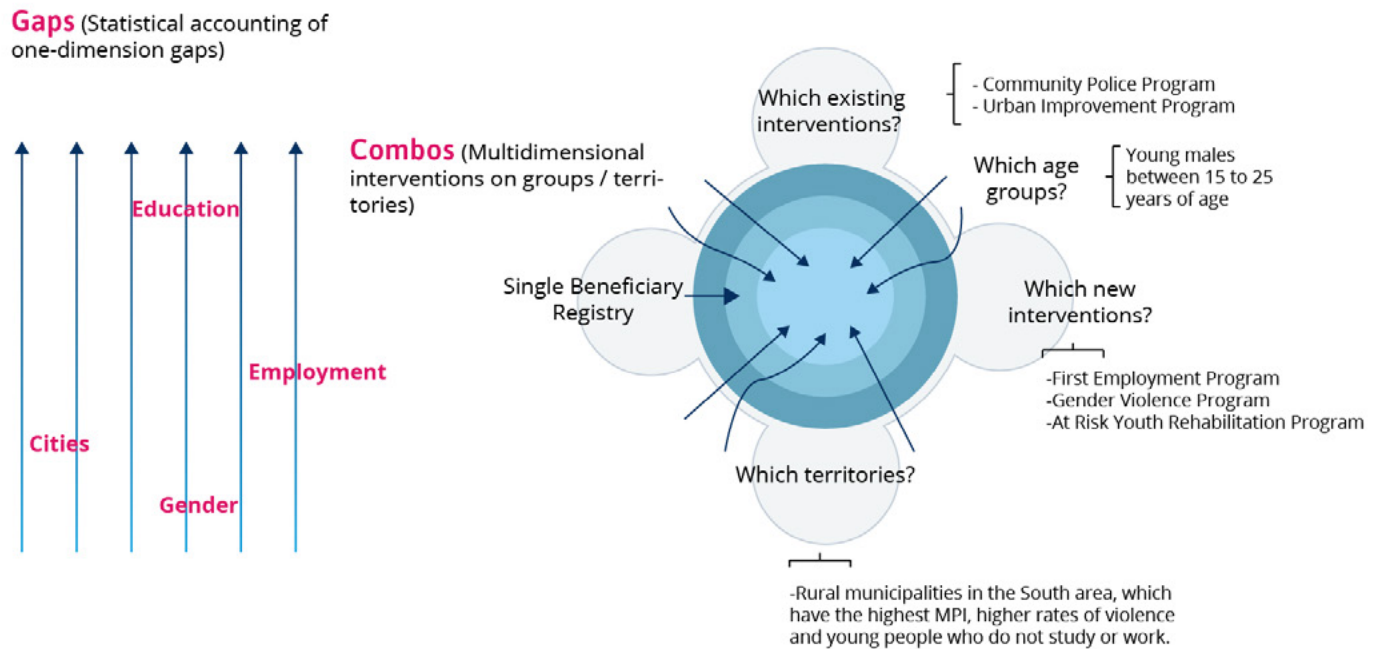 Gaps (Statistical accounting of
one-dimension gaps)
Education
Employment
Cities
Gender
Combos (Multidimensional
interventions on groups / terri-
tories)
Which existing
interventions?
- Community Police Program
- Urban Improvement Program
Which age
groups?
Young males
between 15 to 25
years of age
Single Beneficiary
Registry
Which new
interventions?
-First Employment Program
-Gender Violence Program
-At Risk Youth Rehabilitation Program
Which territories?
-Rural municipalities in the South area, which
have the highest MPI, higher rates of violence
and young people who do not study or work.